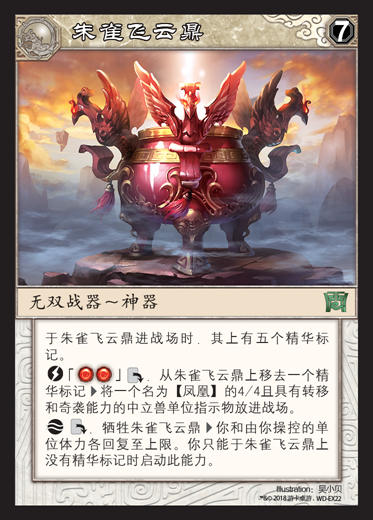 朱雀飞云鼎
7
无双战器～神器
于朱雀飞云鼎进战场时，其上有五个精华标
记。
「 」 ，从朱雀飞云鼎上移去一个精
华标记▶将一个名为【凤凰】的4/4且具有转移
和奇袭能力的中立兽单位指示物放进战场。
，牺牲朱雀飞云鼎▶你和由你操控的单
位体力各回复至上限。你只能于朱雀飞云鼎上
没有精华标记时启动此能力。
Illustration: 吴小贝
™&© 2018.游卡桌游. WD-EX22